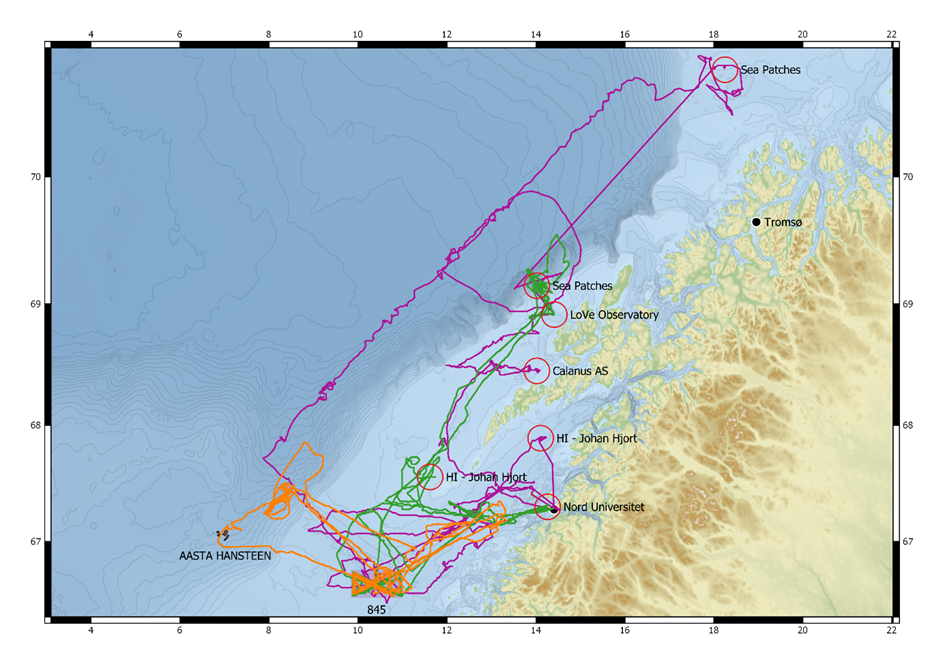 4 6 8 10 12 14 16 18 20 22
Sea Patches
70 70
Tromsø
Sea Patches
69 69
LoVe Observatory
Calanus AS
68 68
HI - Johan Hjort
HI - Johan Hjort
Nord Universitet
67 67
AASTA HANSTEEN
845
4 6 8 10 12 14 16 18 20 22